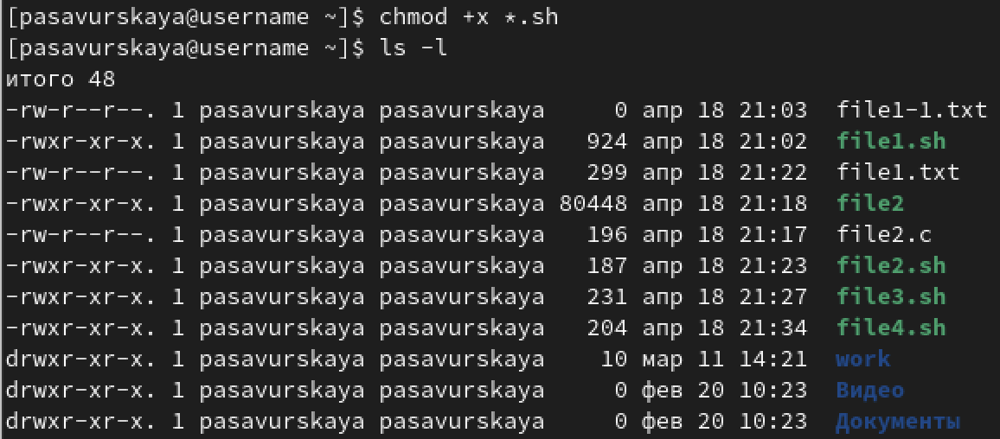 [pasavurskaya@username ~]$ chmod +x *.sh
[pasavurskaya@username ~]$ ls -l
итого 48
-rw-r--r--. 1 pasavurskaya pasavurskaya     0 апр 18 21:03  file1-1.txt
-rwxr-xr-x. 1 pasavurskaya pasavurskaya   924 апр 18 21:02  file1.sh
-rw-r--r--. 1 pasavurskaya pasavurskaya   299 апр 18 21:22  file1.txt
-rwxr-xr-x. 1 pasavurskaya pasavurskaya 80448 апр 18 21:18  file2
-rw-r--r--. 1 pasavurskaya pasavurskaya   196 апр 18 21:17  file2.c
-rwxr-xr-x. 1 pasavurskaya pasavurskaya   187 апр 18 21:23  file2.sh
-rwxr-xr-x. 1 pasavurskaya pasavurskaya   231 апр 18 21:27  file3.sh
-rwxr-xr-x. 1 pasavurskaya pasavurskaya   204 апр 18 21:34  file4.sh
drwxr-xr-x. 1 pasavurskaya pasavurskaya    10 мар 11 14:21  work
drwxr-xr-x. 1 pasavurskaya pasavurskaya     0 фев 20 10:23  Видео
drwxr-xr-x. 1 pasavurskaya pasavurskaya     0 фев 20 10:23  Документы